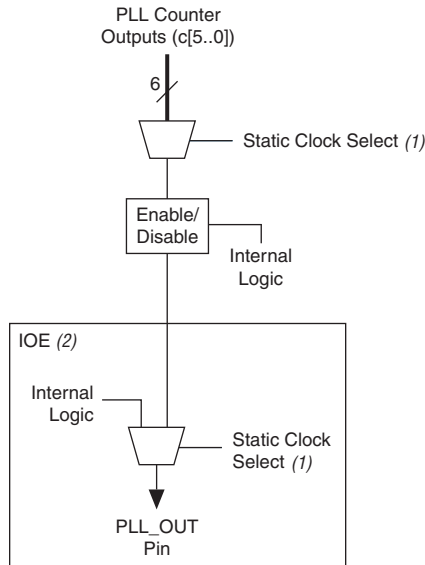 PLL Counter
Outputs (c[5..0])
6
Static Clock Select (1)
Enable/
Disable
Internal
Logic
IOE (2)
Internal
Logic
Static Clock
Select (1)
PLL_OUT
Pin